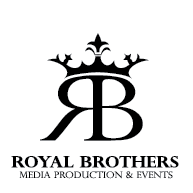 RB
ROYAL BROTHERS
MEDIA PRODUCTION & EVENTS